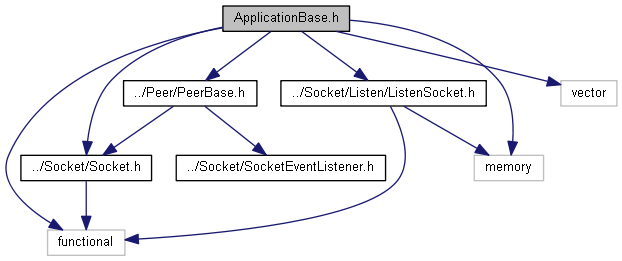 ApplicationBase.h
../Peer/PeerBase.h
../Socket/Listen/ListenSocket.h
vector
../Socket/Socket.h
../Socket/SocketEventListener.h
memory
functional